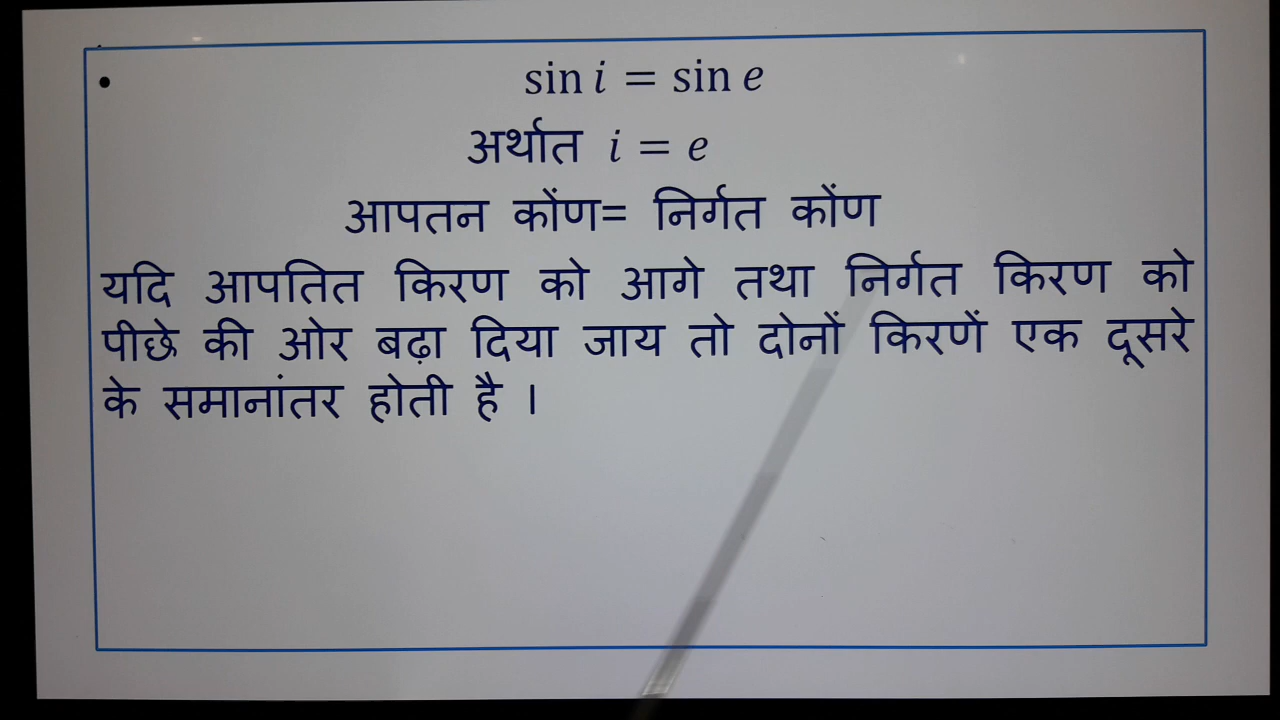 • sin i = sin e
अर्थात i = e
आपतन कोंण= निर्गत कोंण
यदि आपतित किरण को आगे तथा निर्गत किरण को
पीछे की ओर बढ़ा दिया जाय तो दोनों किरणें एक दूसरे
के समानांतर होती है ।